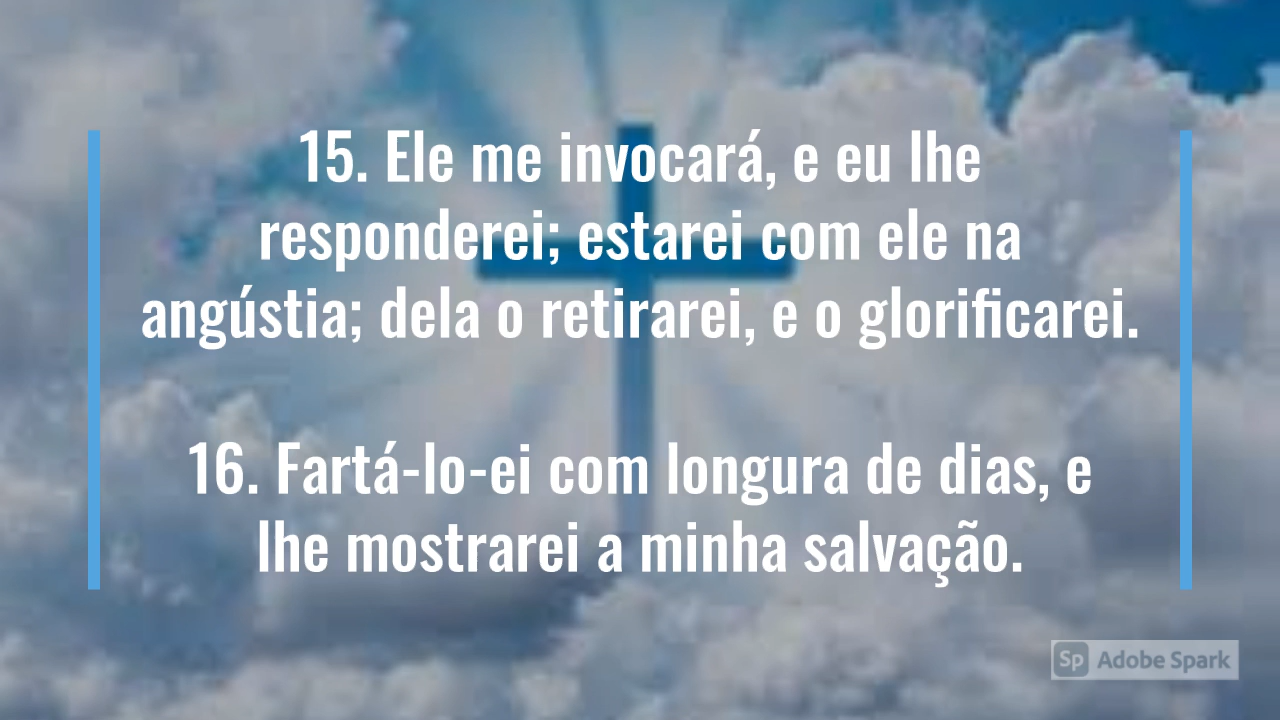 15. Ele me invocará, e eu lhe
responderei; estarei com ele na
angústia; dela o retirarei, e o glorificarei.
16. Fartá-lo-ei com longura de dias, e
lhe mostrarei a minha salvação.
Sp Adobe Spark